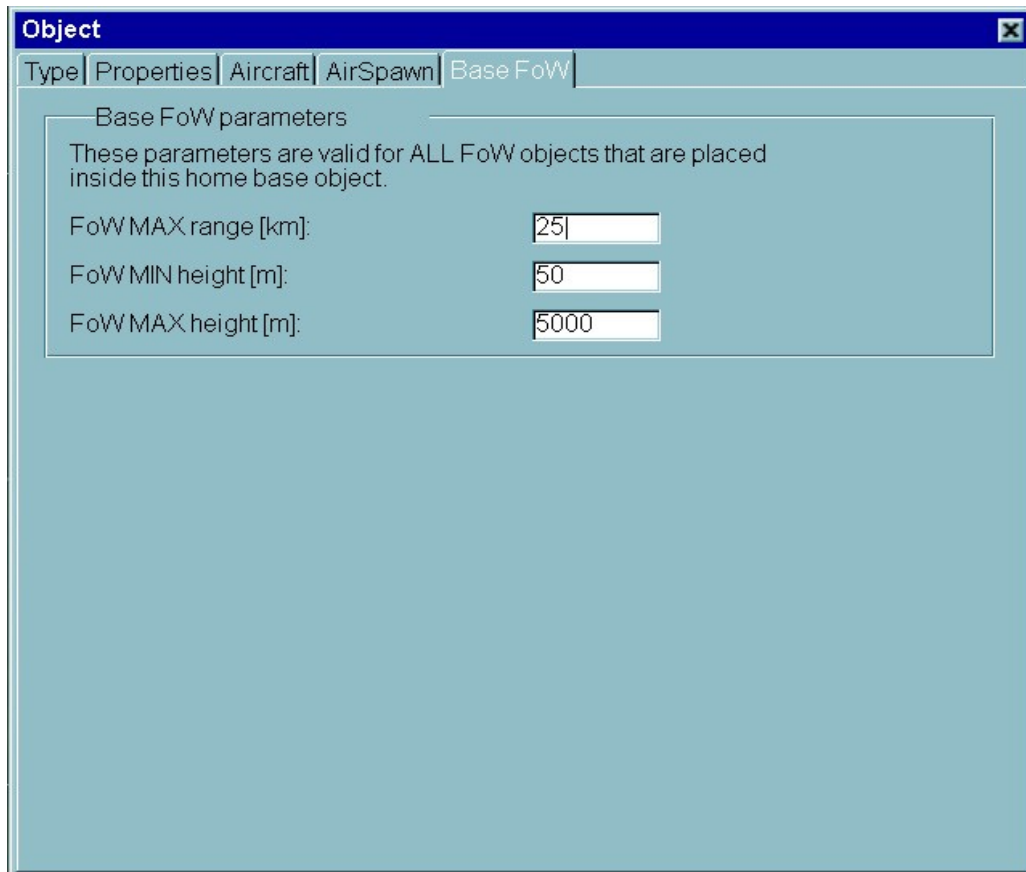 Object
Type Properties Aircraft AirSpawn Base FoW
Base FoW parameters
These parameters are valid for ALL FoW objects that are placed
inside this home base object.
FoW MAX range [km]: 25
FoW MIN height [m]: 50
FoW MAX height [m]: 5000